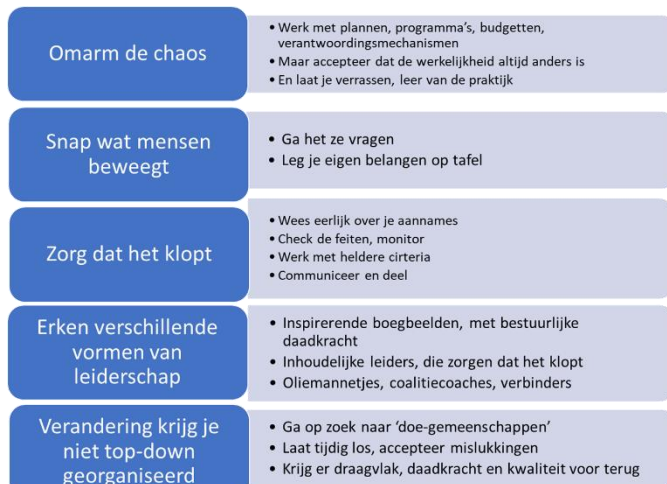 Omarm de chaos
• Werk met plannen, programma's, budgetten,
verantwoordingsmechanismen
• Maar accepteer dat de werkelijkheid altijd anders is
• En laat je verrassen, leer van de praktijk
Snap wat mensen
beweegt
• Ga het ze vragen
• Leg je eigen belangen op tafel
Zorg dat het klopt
• Wees eerlijk over je aannames
• Check de feiten, monitor
• Werk met heldere cirteria
• Communiceer en deel
Erken verschillende
vormen van
leiderschap
• Inspirerende boegbeelden, met bestuurlijke
daadkracht
• Inhoudelijke leiders, die zorgen dat het klopt
• Oliemannetjes, coalitiecoaches, verbinders
Verandering krijg je
niet top-down
georganiseerd
• Ga op zoek naar 'doe-gemeenschappen'
• Laat tijdig los, accepteer mislukkingen
• Krijg er draagvlak, daadkracht en kwaliteit voor terug